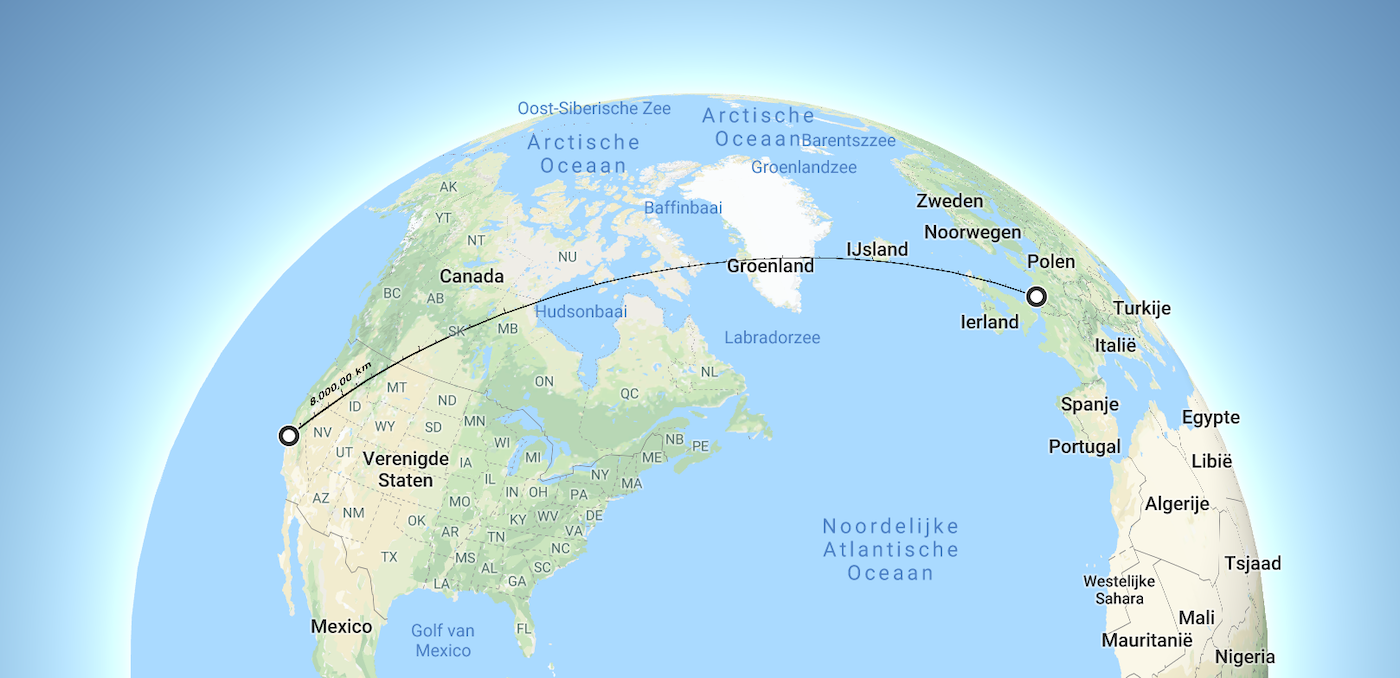 Oost-Siberische Zee
Arctische
Oceaan
Barentszzee
Arctische
Oceaan
Groenlandzee
AK
Baffinbaai
Zweden
YT
Noorwegen
NT
IJsland
NU
Polen
Groenland
Canada
BC
AB
Turkije
Hudsonbaai
Ierland
SK
MB
Labradorzee
Italië
8.000,00 km
NL
MT
ON
QC
ID
ND
Spanje
WY
SD
MN
Egypte
NV
NB
PE
Portugal
UT
WI
ME
Verenigde
Staten
MI
IA
Libië
IL
NY
MA
AZ
NM
MO
IN
OH
PA
Algerije
OK
KY
WV
DE
Noordelijke
Atlantische
Oceaan
AR
TN
VA
NC
TX
MS
AL
SC
Tsjaad
LA
GA
Westelijke
Sahara
Mexico
Golf van
Mexico
FL
Mali
Mauritanië
Nigeria